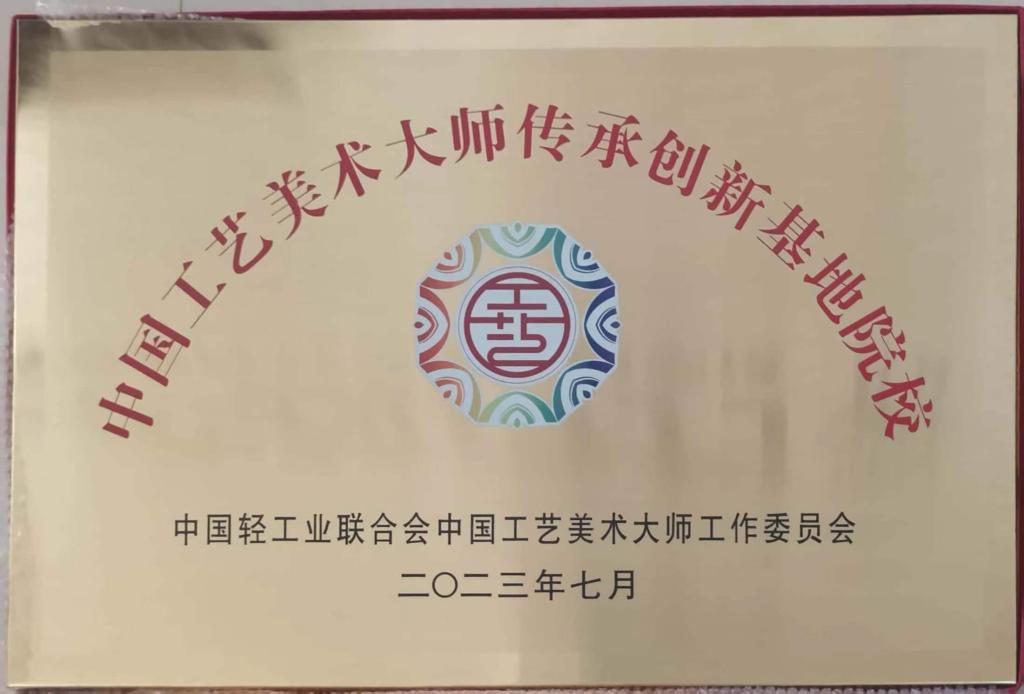 中国工艺美术大师传承创新基地院校
中国轻工业联合会中国工艺美术大师工作委员会
二〇二三年七月